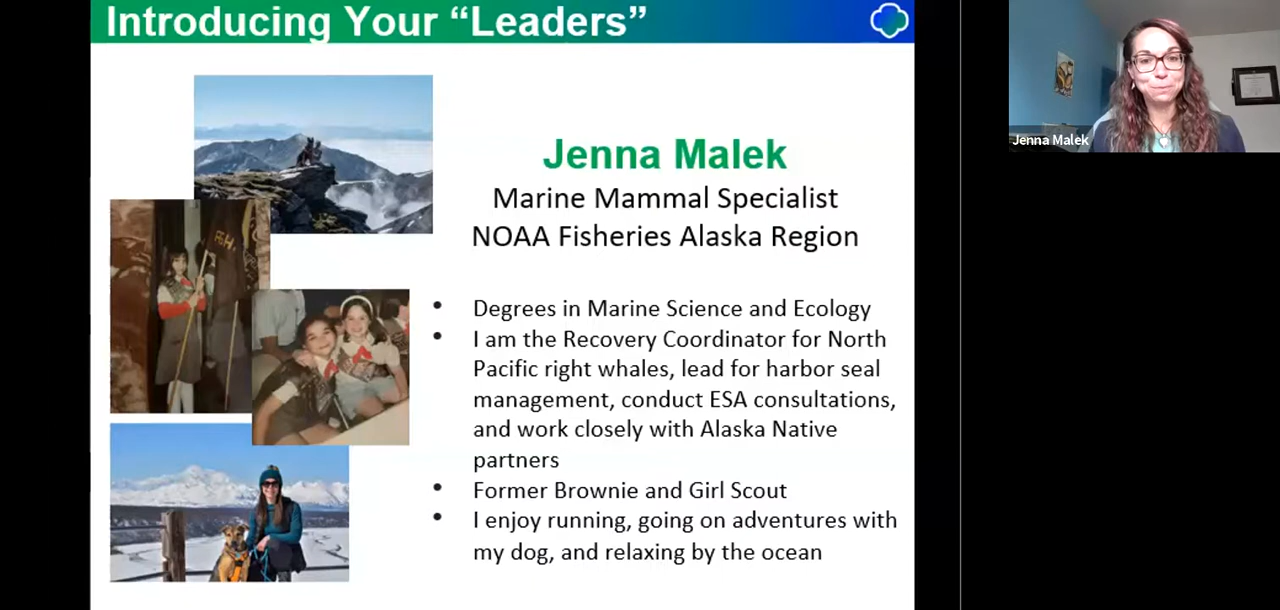 Introducing Your “Leaders”
Jenna Malek
Marine Mammal Specialist
NOAA Fisheries Alaska Region
• Degrees in Marine Science and Ecology
• I am the Recovery Coordinator for North
Pacific right whales, lead for harbor seal
management, conduct ESA consultations,
and work closely with Alaska Native
partners
• Former Brownie and Girl Scout
• I enjoy running, going on adventures with
my dog, and relaxing by the ocean
Jenna Malek